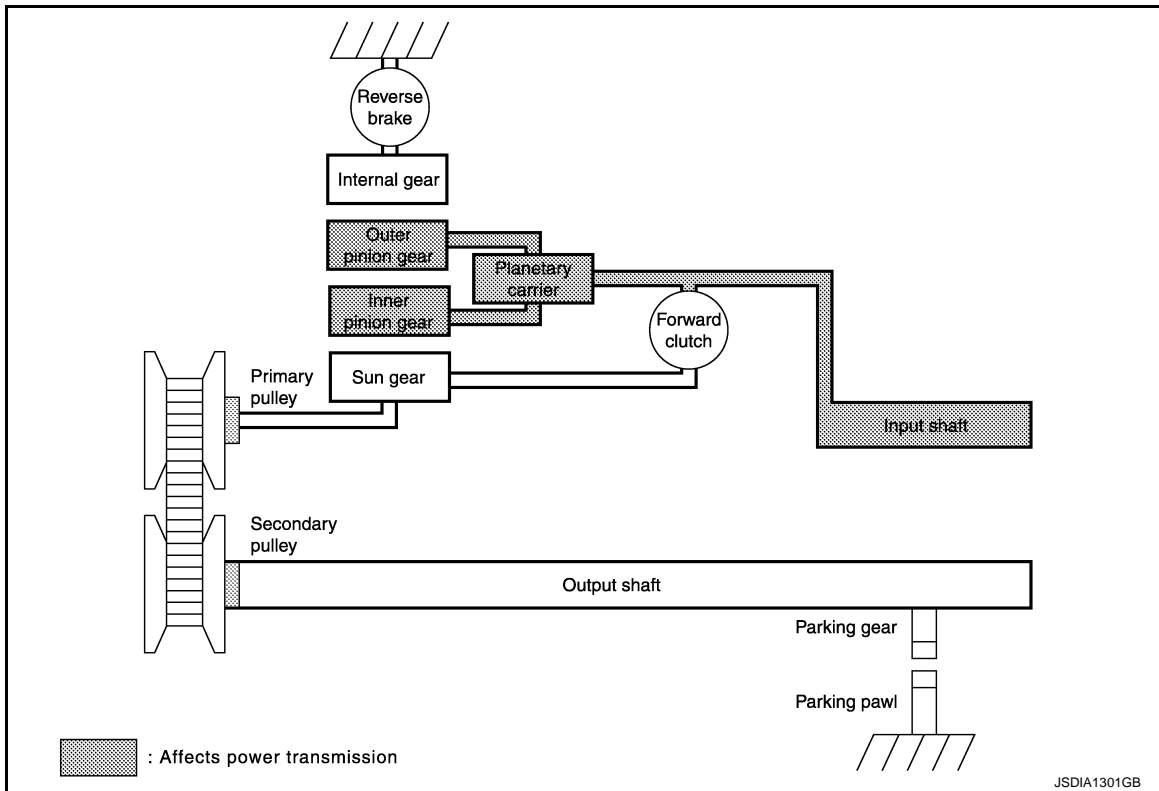 Reverse
brake
Internal gear
Outer
pinion gear
Planetary
carrier
Inner
pinion gear
Forward
clutch
Sun gear
Primary
pulley
Input shaft
Secondary
pulley
Output shaft
Parking gear
Parking pawl
: Affects power transmission
JSDIA1301GB